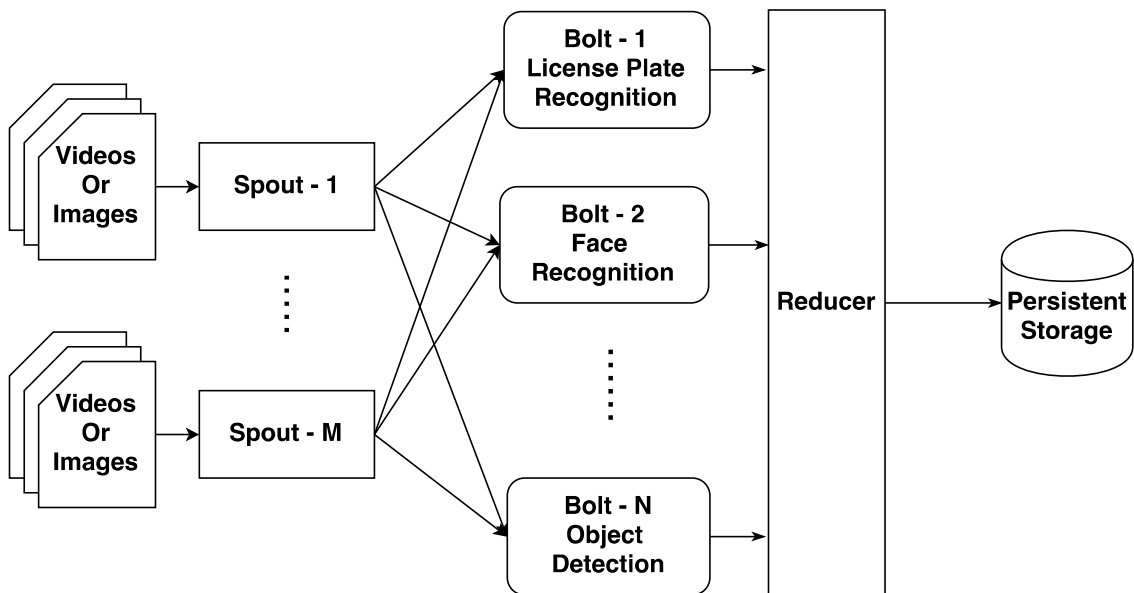 Videos
Or
Images
Spout - 1
Videos
Or
Images
Spout - M
Bolt - 1
License Plate
Recognition
Bolt - 2
Face
Recognition
Bolt - N
Object
Detection
Reducer
Persistent
Storage